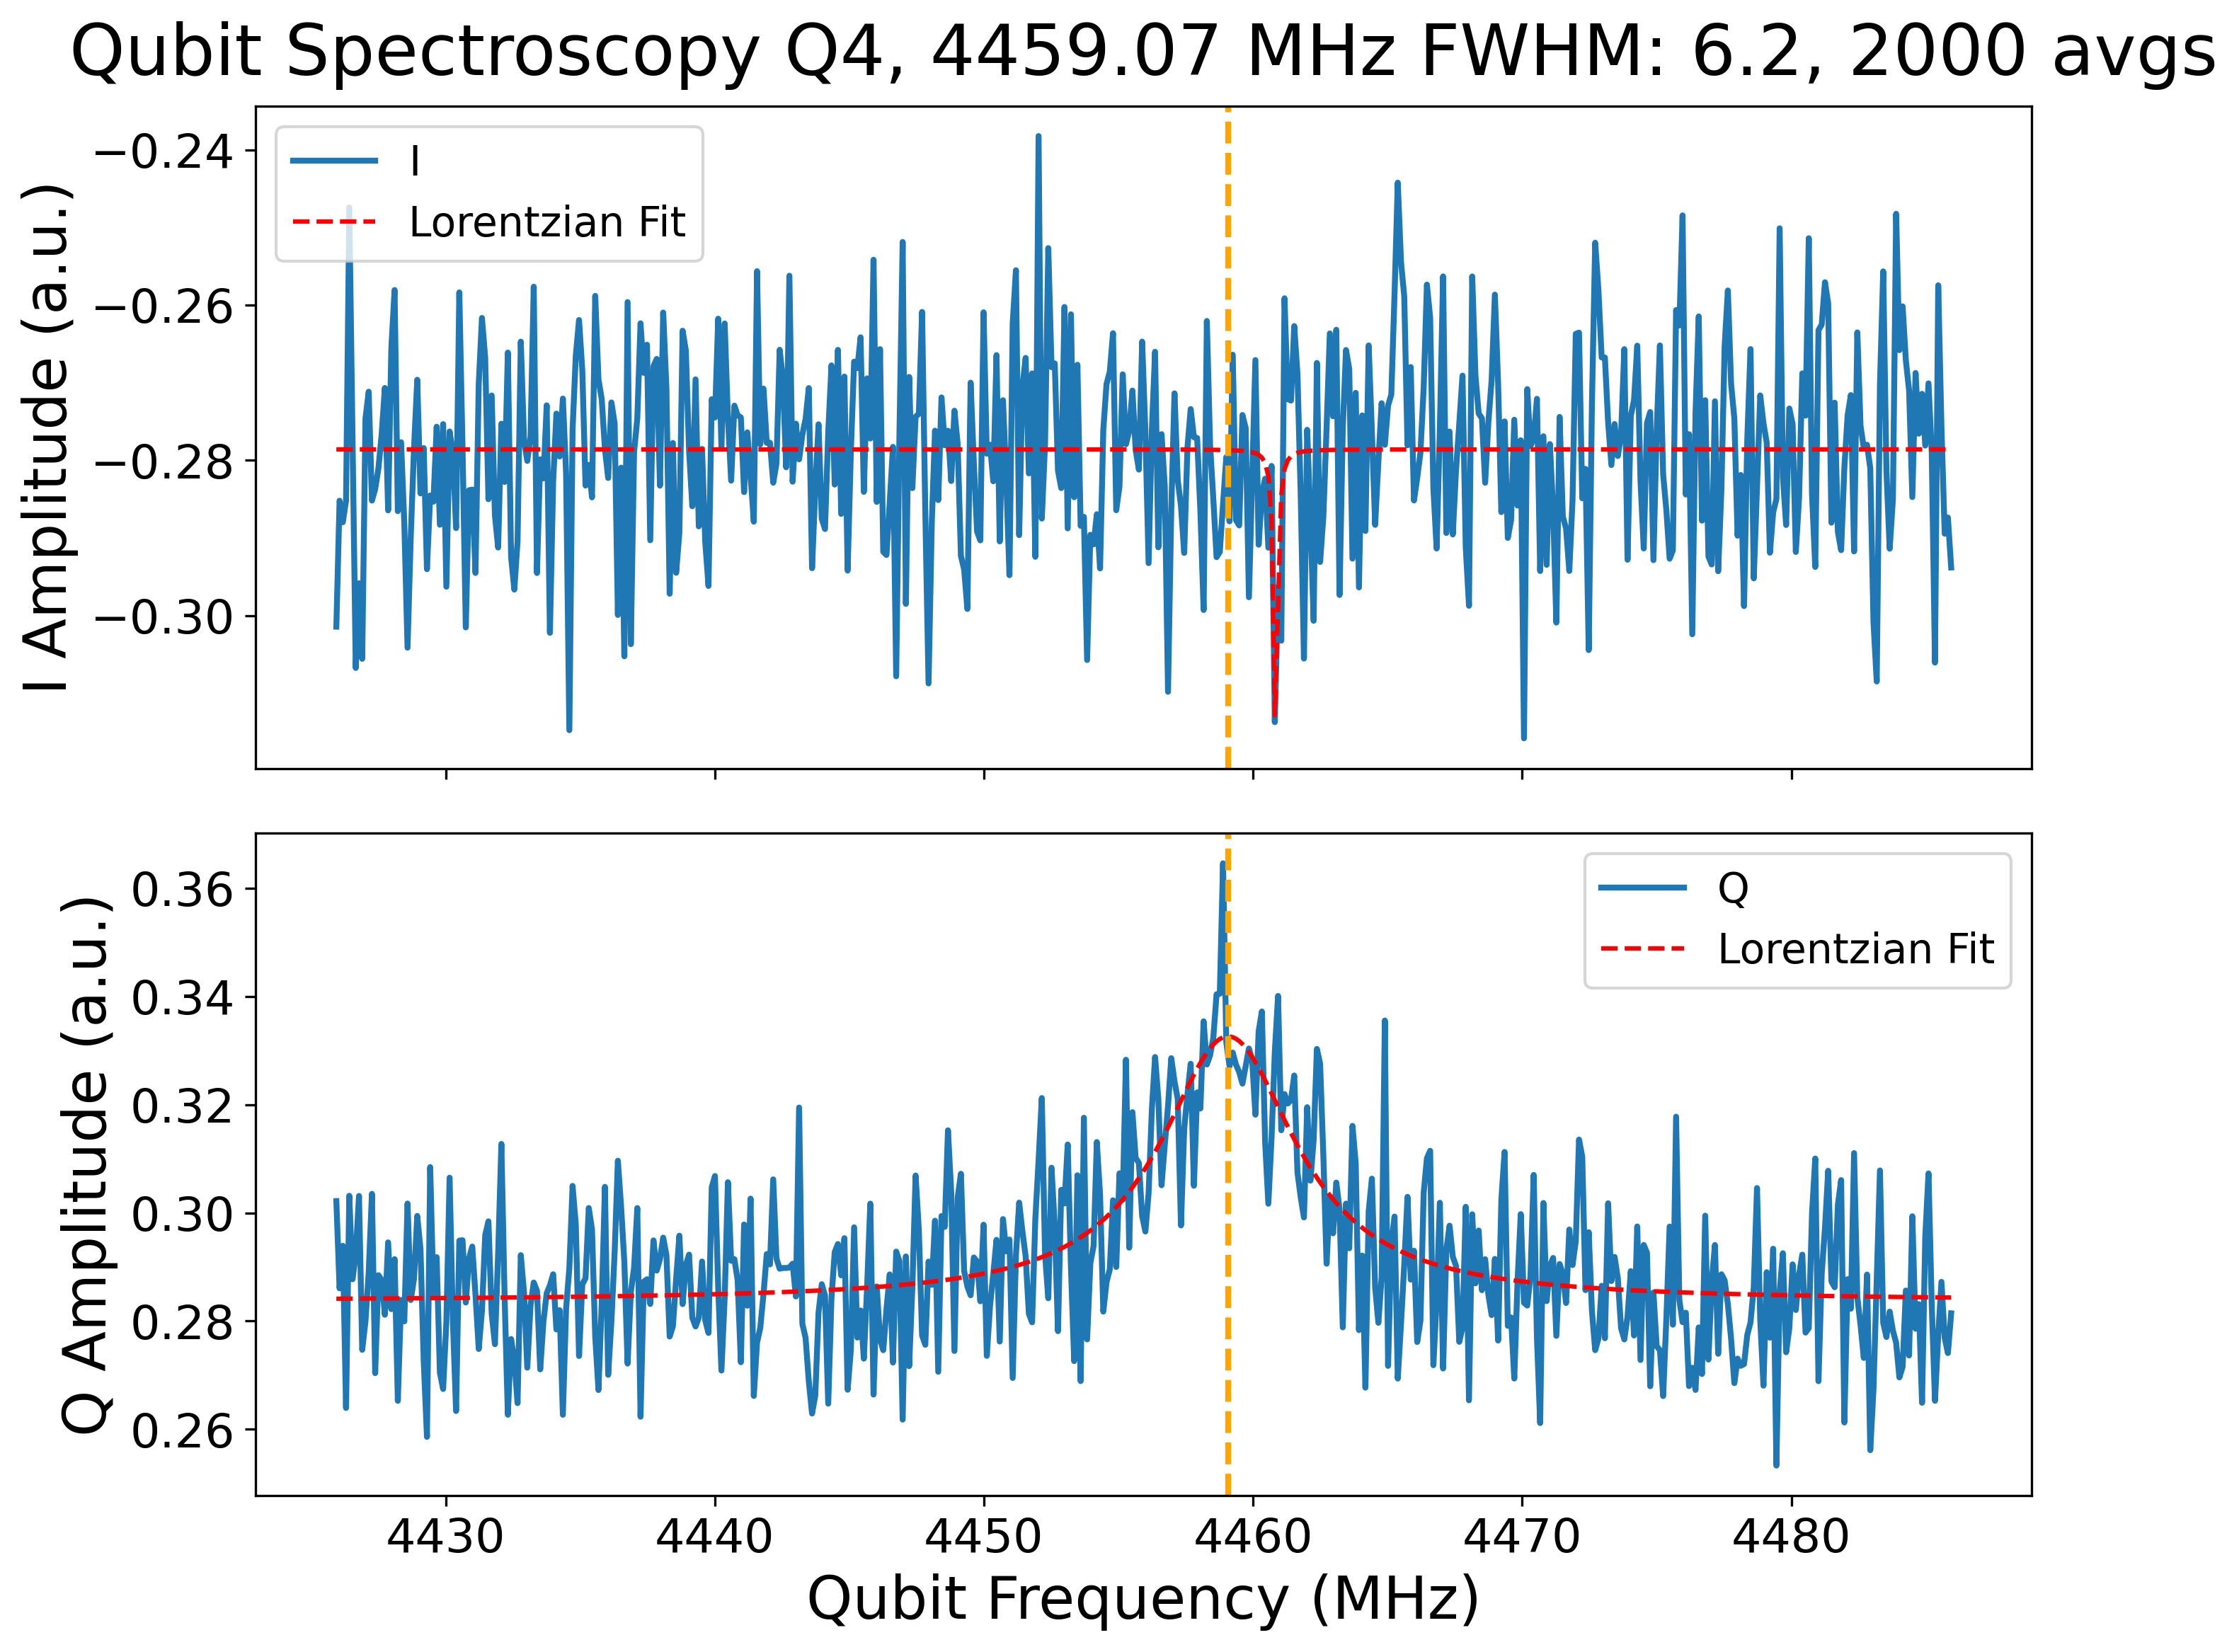 Qubit Spectroscopy Q4, 4459.07 MHz FWHM: 6.2, 2000 avgs
I
Lorentzian Fit
I Amplitude (a.u.)
−0.24
−0.26
−0.28
−0.30
Q
Lorentzian Fit
Q Amplitude (a.u.)
0.36
0.34
0.32
0.30
0.28
0.26
4430 4440 4450 4460 4470 4480
Qubit Frequency (MHz)